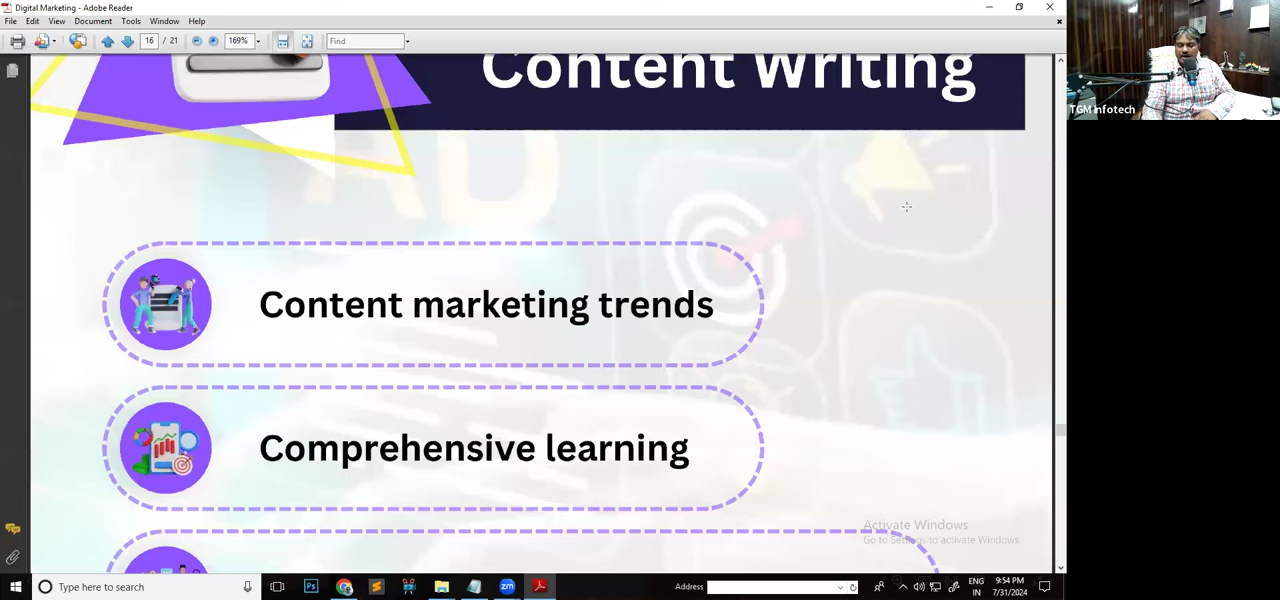 Digital Marketing - Adobe Reader
File Edit View Document Tools Window Help
16 / 21 169% Find
Content Writing
TGM infotech
Content marketing trends
Comprehensive learning
Activate Windows
Go to Settings to activate Windows.
Type here to search
Ps
zm
Address
ENG
IN
9:54 PM
7/31/2024